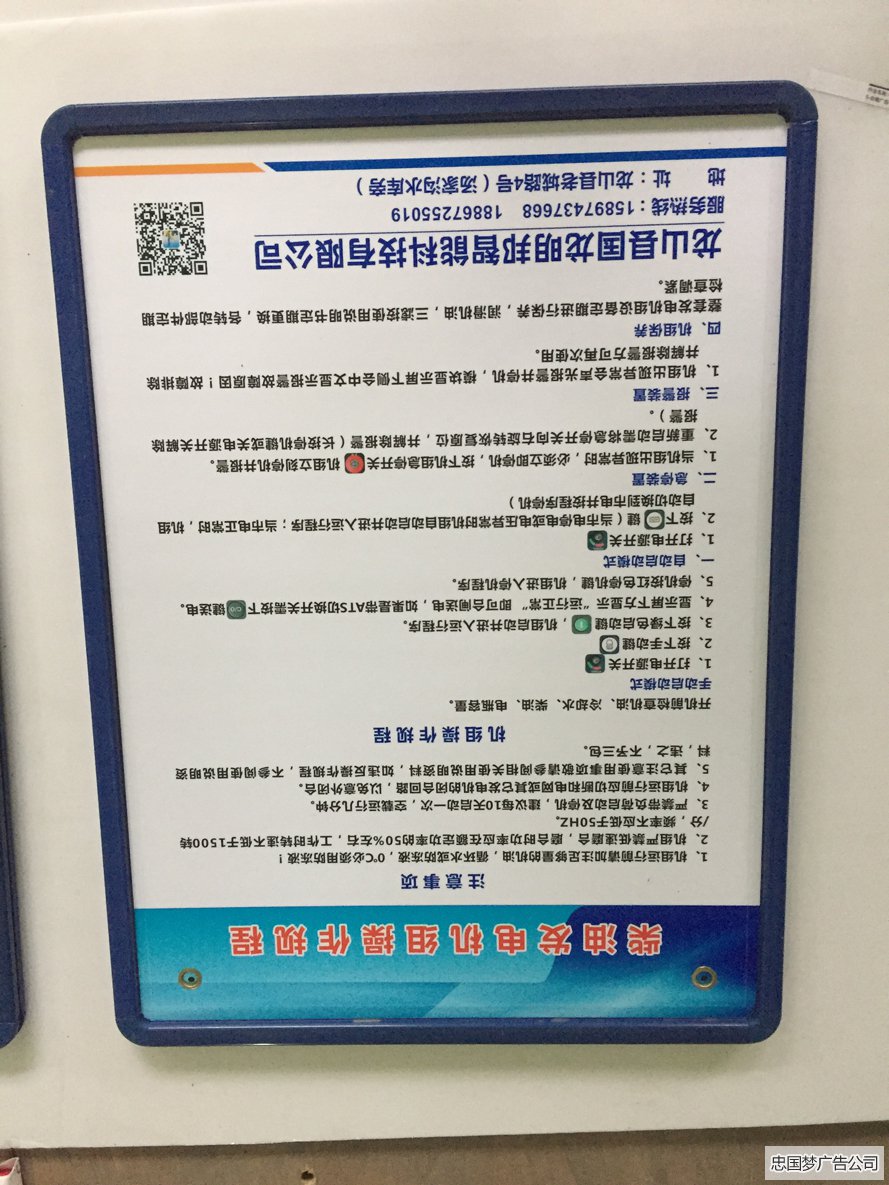 柴油发电机组操作规程
注意事项
1、机组运行前请加注足够量的机油，循环水或防冻液，0℃必须用防冻液！
2、机组严禁低速磨合，磨合时功率应在额定功率的50%左右，工作时转速不低于1500转
/分，频率不应低于50HZ。
3、严禁带负荷启动及停机，建议每10天启动一次，空载运行几分钟。
4、机组运行前应切断和电网或其它发电机的闭合回路，以免意外闭合。
5、其它注意使用事项敬请参阅相关使用说明资料，如违反操作规程，不参阅使用说明资
料，违之，不予三包。
机组操作规程
开机前检查机油、冷却水、柴油、电瓶容量。
手动启动模式
1、打开电源开关
2、按下手动键
3、按下绿色启动键，机组启动并进入运行程序。
4、显示屏下方显示“运行正常”即可合闸送电，如果是带ATS切换开关需按下键送电。
5、停机按红色停机键，机组进入停机程序。
一、自动启动模式
1、打开电源开关
2、按下键（当市电停电或电压异常时机组自动启动并进入运行程序；当市电正常时，机组
自动切换到市电并按程序停机）
二、急停装置
1、当机组出现异常时，必须立即停机，按下机组急停开关机组立刻停机并报警。
2、重新启动需将急停开关向右旋转恢复原位，并解除报警（长按停机键或关电源开关解除
报警）。
三、报警装置
1、机组出现异常会声光报警并停机，模块显示屏下侧会中文显示报警故障原因！故障排除
并解除报警方可再次使用。
四、机组保养
整套发电机组设备定期进行保养，润滑机油，三滤按使用说明书定期更换，各转动部件定期
检查调紧。
龙山县国龙明邦智能科技有限公司
服务热线：15897437668 18867255019
地 址：龙山县老城路4号（汤家沟水库旁）
忠国梦广告公司